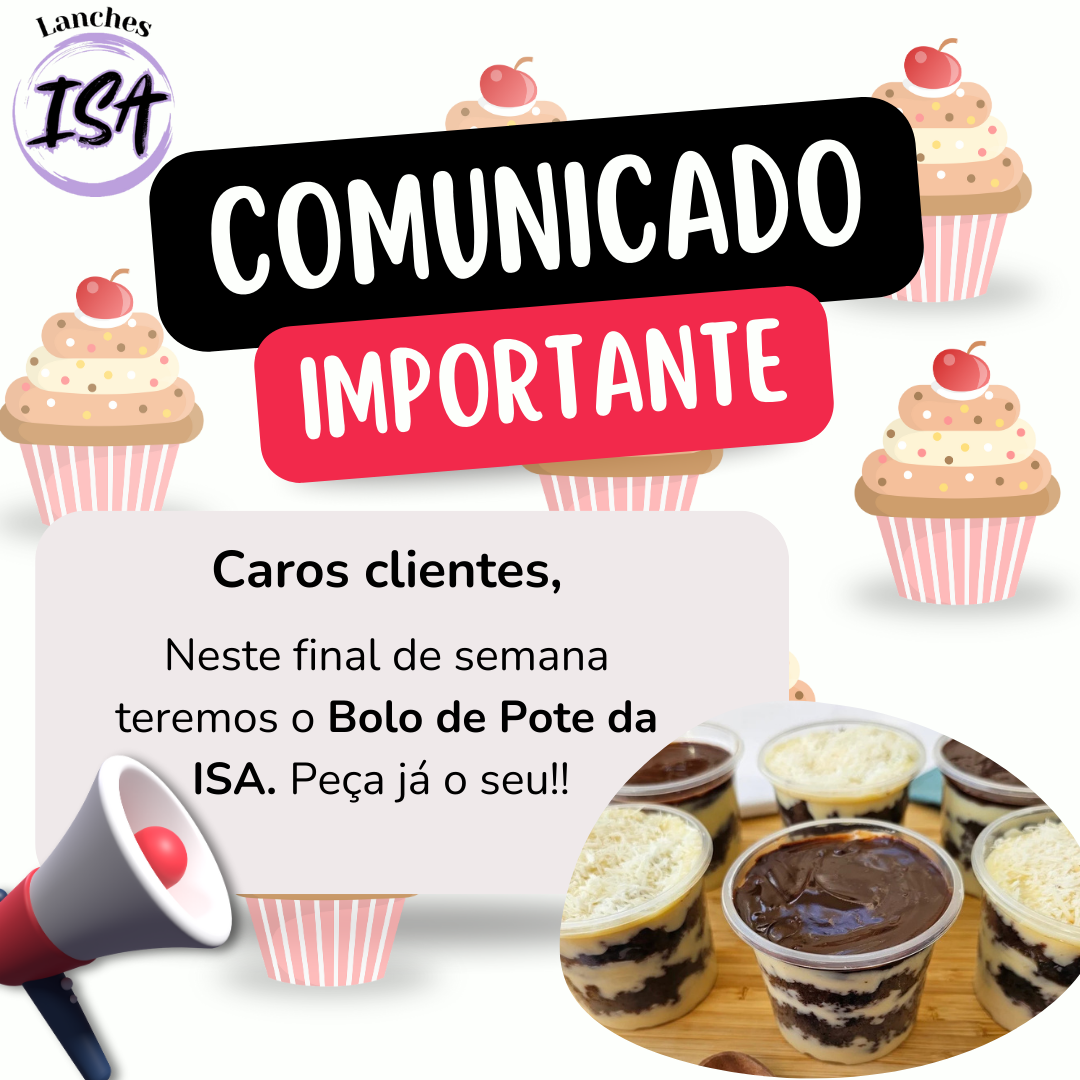 Lanches
ISA
COMUNICADO
IMPORTANTE
Caros clientes,
Neste final de semana
teremos o Bolo de Pote da
ISA. Peça já o seu!!